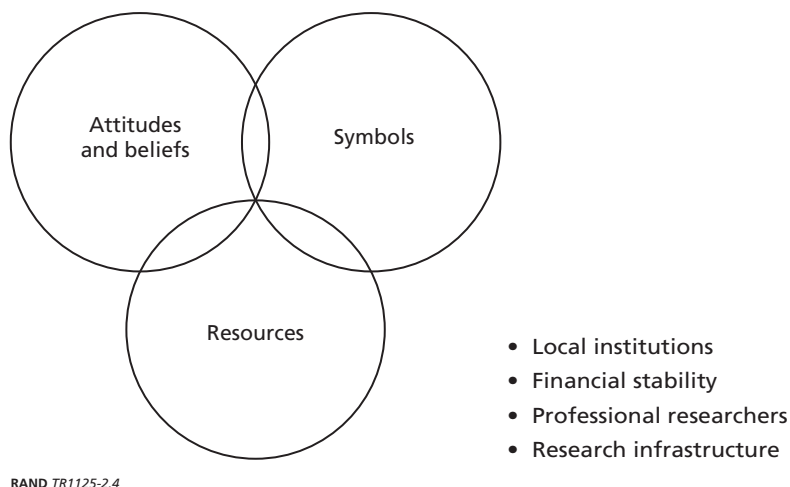 Attitudes
and beliefs
Symbols
Resources
• Local institutions
• Financial stability
• Professional researchers
• Research infrastructure
RAND TR1125-2.4